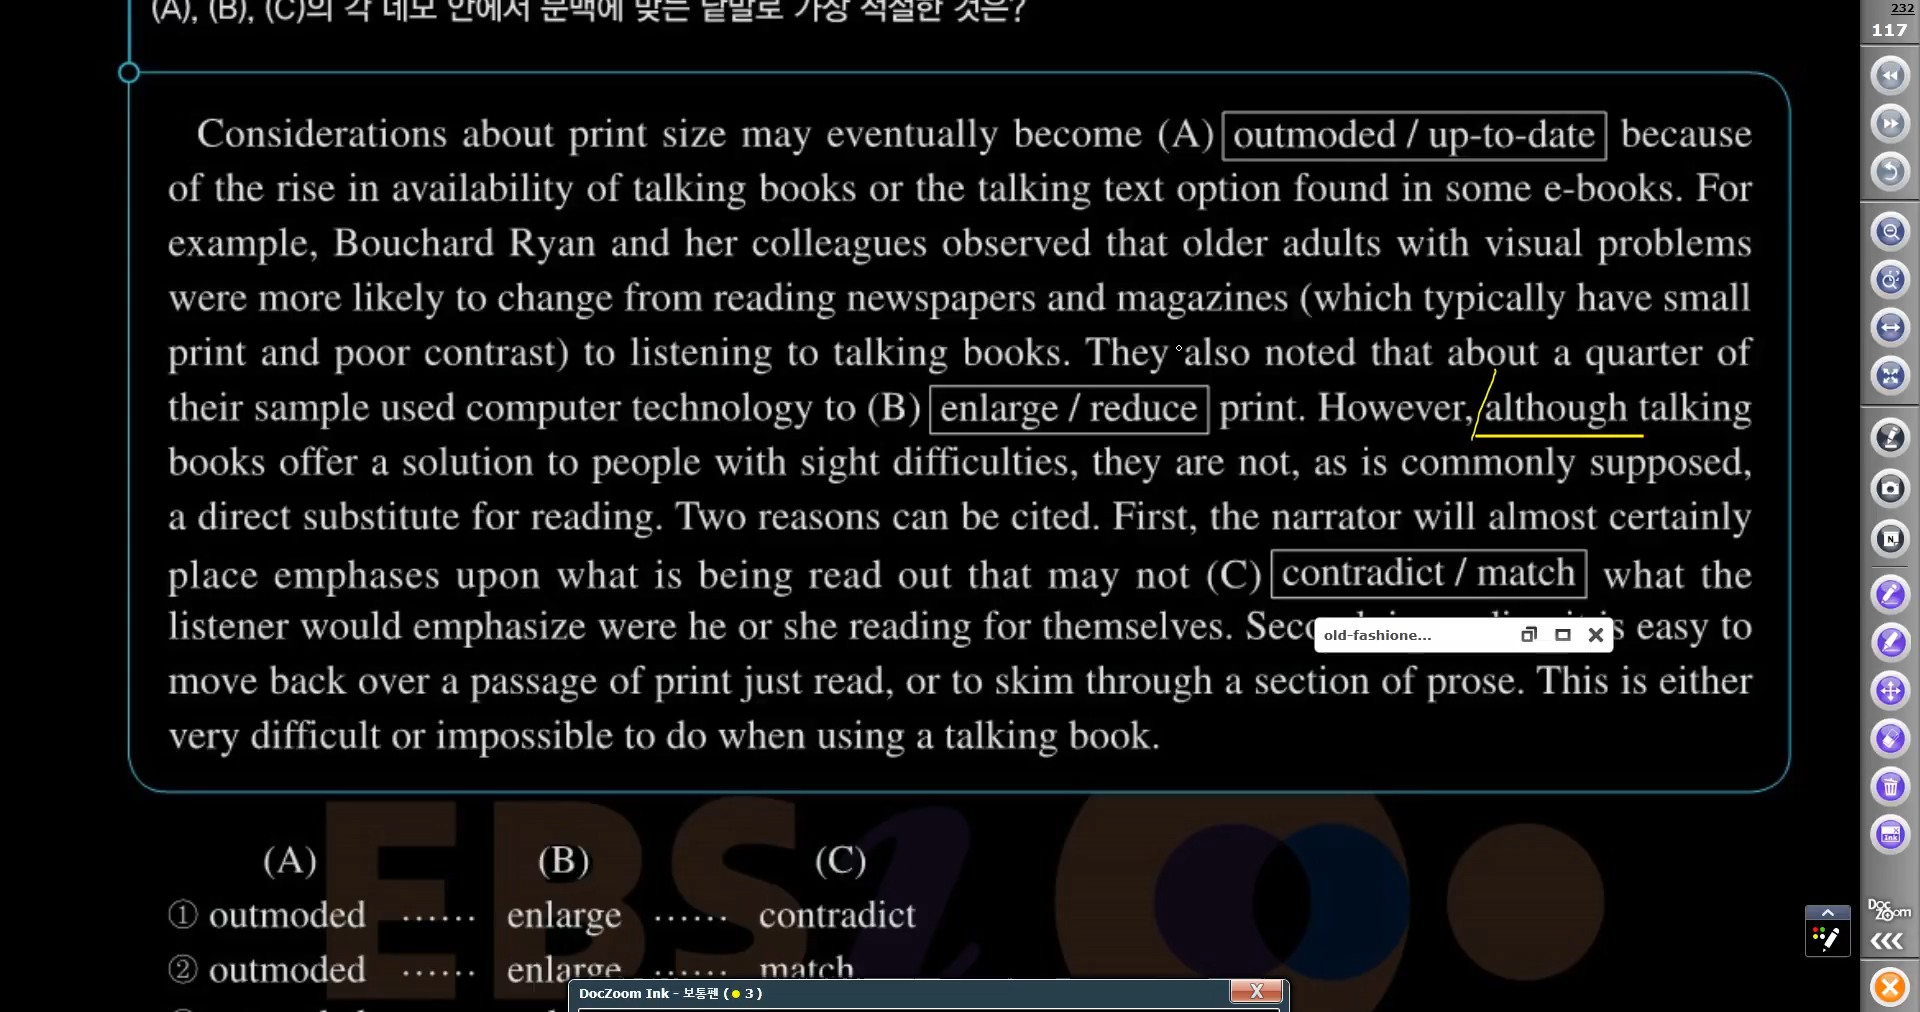 (A), (B), (C)의 각 네모 안에서 문맥에 맞는 낱말로 가장 적절한 것은?
232
117
Considerations about print size may eventually become (A) outmoded / up-to-date because
of the rise in availability of talking books or the talking text option found in some e-books. For
example, Bouchard Ryan and her colleagues observed that older adults with visual problems
were more likely to change from reading newspapers and magazines (which typically have small
print and poor contrast) to listening to talking books. They also noted that about a quarter of
their sample used computer technology to (B) enlarge / reduce print. However, although talking
books offer a solution to people with sight difficulties, they are not, as is commonly supposed,
a direct substitute for reading. Two reasons can be cited. First, the narrator will almost certainly
place emphases upon what is being read out that may not (C) contradict / match what the
listener would emphasize were he or she reading for themselves. easy to
old-fashione...
move back over a passage of print just read, or to skim through a section of prose. This is either
very difficult or impossible to do when using a talking book.
EBSi
(A) (B) (C)
① outmoded ...... enlarge ...... contradict
② outmoded ...... enlarge ...... match
DocZoom Ink - 보통펜 ( 3 )
Doc Zoom